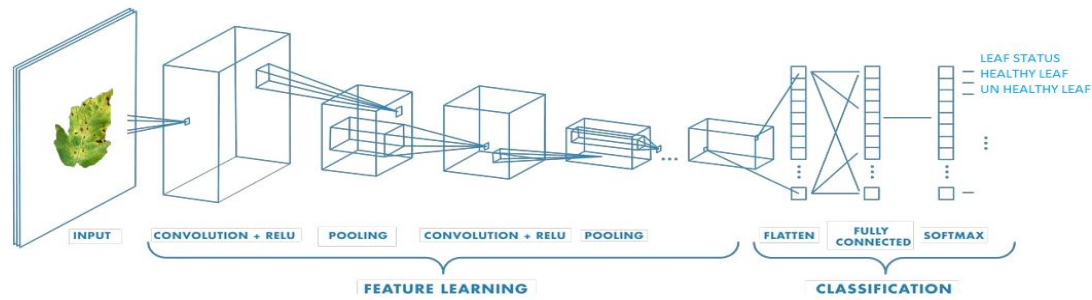 LEAF STATUS
HEALTHY LEAF
UN HEALTHY LEAF
INPUT
CONVOLUTION + RELU
POOLING
CONVOLUTION + RELU
POOLING
FLATTEN
FULLY
CONNECTED
SOFTMAX
FEATURE LEARNING
CLASSIFICATION